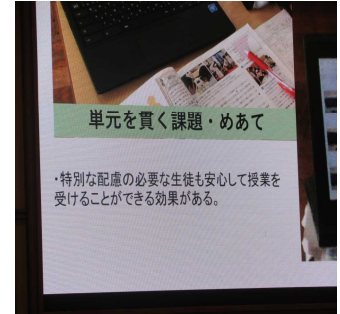 単元を貫く課題・めあて
・特別な配慮の必要な生徒も安心して授業を
受けることができる効果がある。